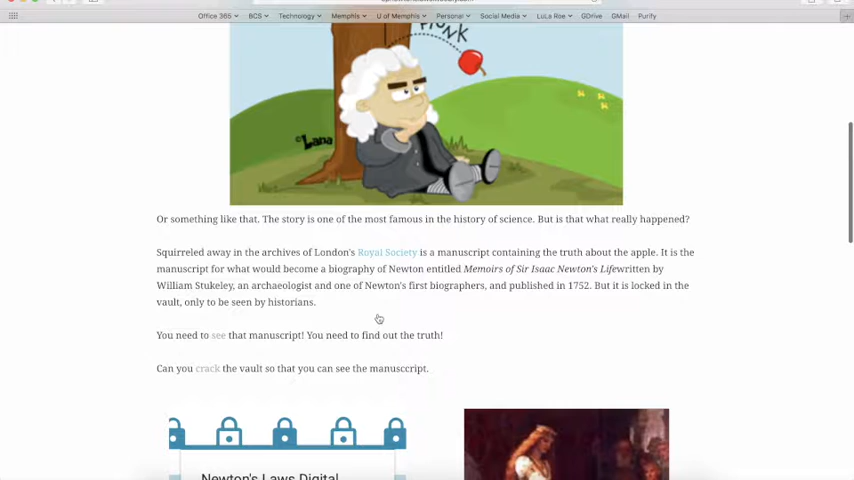 Office 365 BCS Technology Memphis U of Memphis Personal Social Media LuLa Roe GDrive GMail Purify
©Lana
Or something like that. The story is one of the most famous in the history of science. But is that what really happened?
Squirreled away in the archives of London's Royal Society is a manuscript containing the truth about the apple. It is the
manuscript for what would become a biography of Newton entitled Memoirs of Sir Isaac Newton's Lifewritten by
William Stukeley, an archaeologist and one of Newton's first biographers, and published in 1752. But it is locked in the
vault, only to be seen by historians.
You need to see that manuscript! You need to find out the truth!
Can you crack the vault so that you can see the manusccript.
Newton's Laws Digital